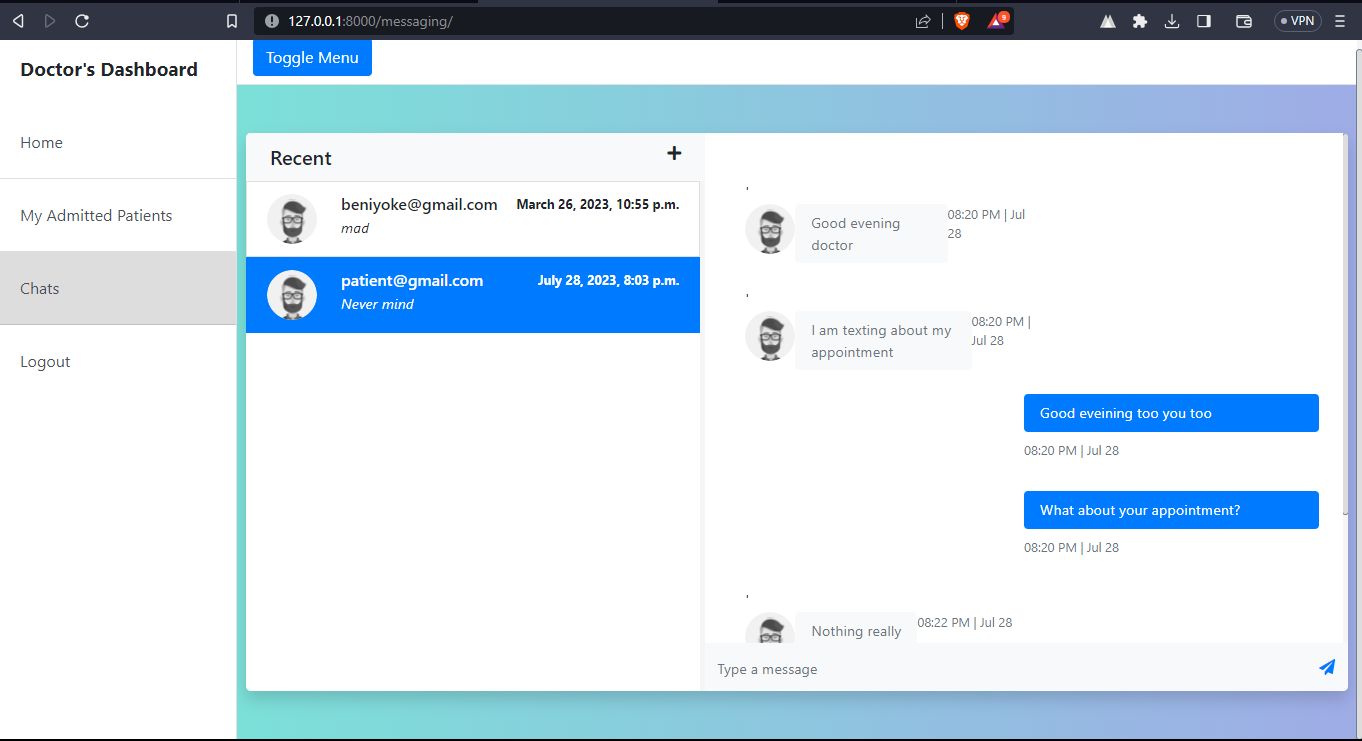 127.0.0.1:8000/messaging/
9
VPN
Doctor's Dashboard
Toggle Menu
Home
My Admitted Patients
Chats
Logout
Recent
beniyoke@gmail.com March 26, 2023, 10:55 p.m.
mad
patient@gmail.com July 28, 2023, 8:03 p.m.
Never mind
'
Good evening
doctor
08:20 PM | Jul
28
'
I am texting about my
appointment
08:20 PM |
Jul 28
Good eveining too you too
08:20 PM | Jul 28
What about your appointment?
08:20 PM | Jul 28
'
Nothing really
08:22 PM | Jul 28
Type a message